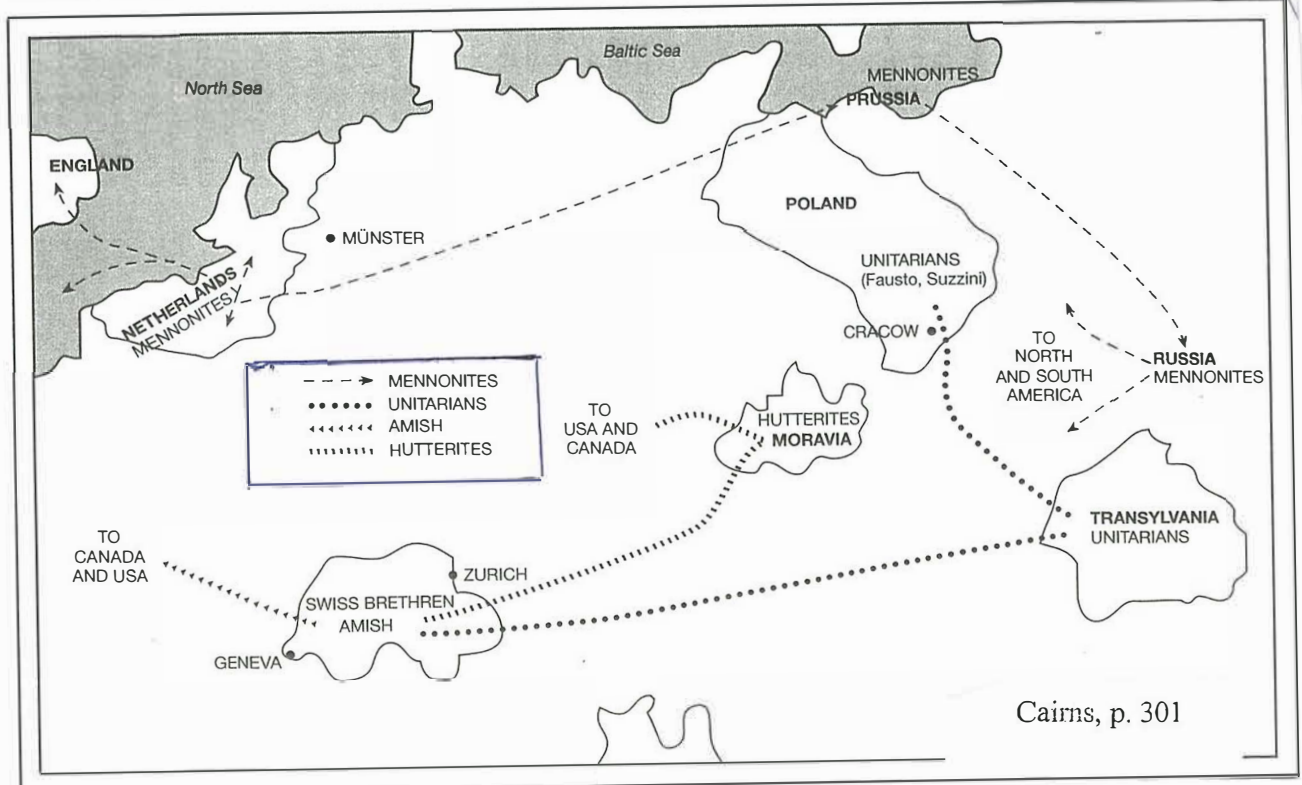 North Sea
Baltic Sea
MENNONITES
PRUSSIA
ENGLAND
POLAND
MÜNSTER
UNITARIANS
(Fausto, Suzzini)
NETHERLANDS
MENNONITES
CRACOW
TO
NORTH
AND SOUTH
AMERICA
RUSSIA
MENNONITES
MENNONITES
UNITARIANS
AMISH
HUTTERITES
TO
USA AND
CANADA
HUTTERITES
MORAVIA
TRANSYLVANIA
UNITARIANS
TO
CANADA
AND USA
ZURICH
SWISS BRETHREN
AMISH
GENEVA
Cairns, p. 301